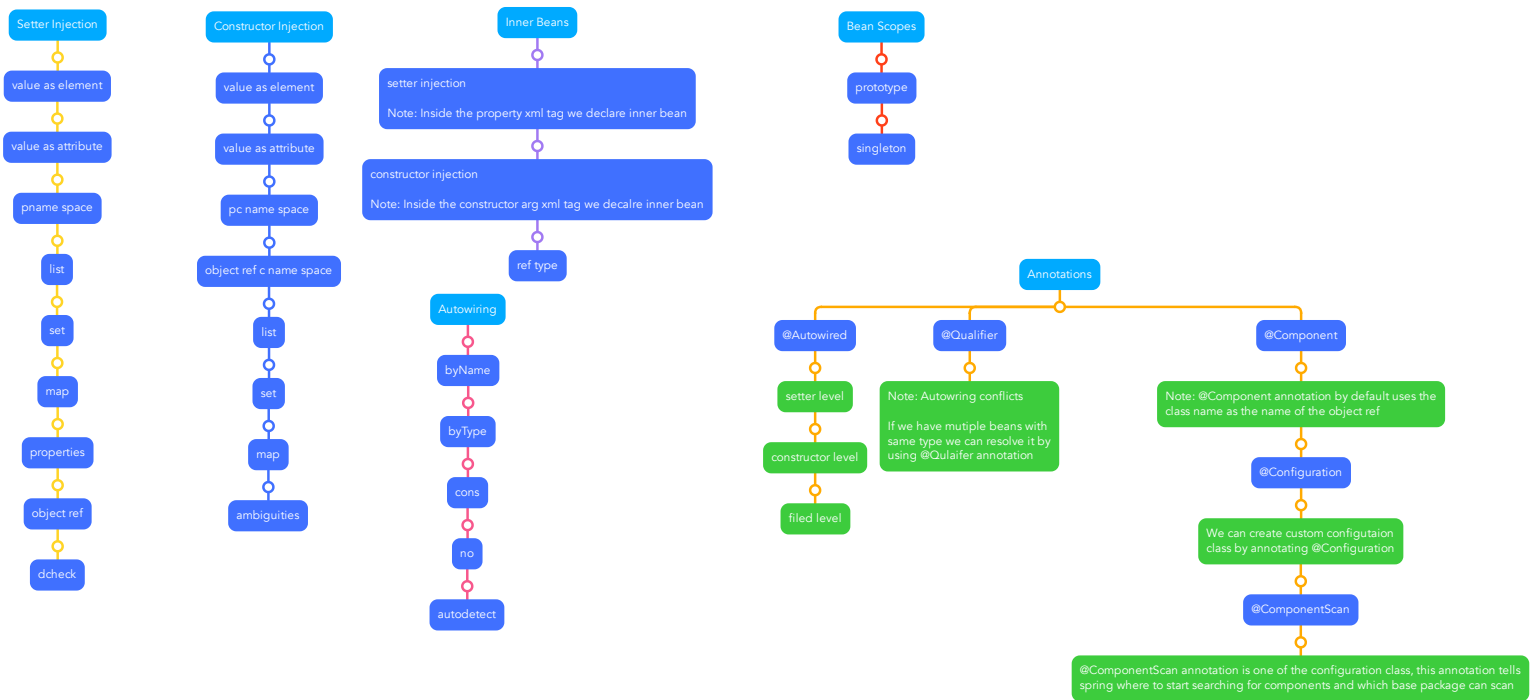 Setter Injection
value as element
value as attribute
pname space
list
set
map
properties
object ref
dcheck
Constructor Injection
value as element
value as attribute
pc name space
object ref c name space
list
set
map
ambiguities
Inner Beans
setter injection
Note: Inside the property xml tag we declare inner bean
constructor injection
Note: Inside the constructor arg xml tag we decalre inner bean
ref type
Autowiring
byName
byType
cons
no
autodetect
Bean Scopes
prototype
singleton
Annotations
@Autowired
setter level
constructor level
filed level
@Qualifier
Note: Autowring conflicts
If we have mutiple beans with
same type we can resolve it by
using @Qulaifer annotation
@Component
Note: @Component annotation by default uses the
class name as the name of the object ref
@Configuration
We can create custom configutaion
class by annotating @Configuration
@ComponentScan
@ComponentScan annotation is one of the configuration class, this annotation tells
spring where to start searching for components and which base package can scan